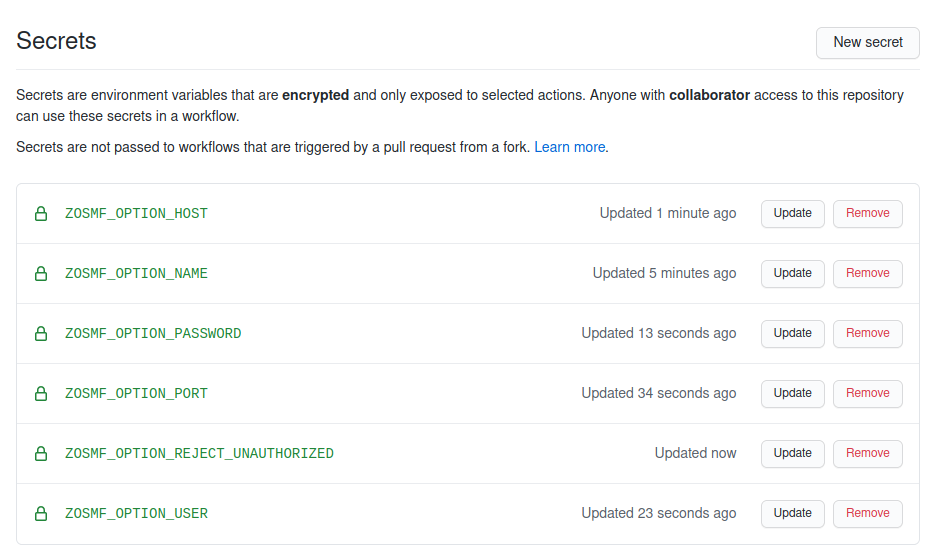 Secrets
New secret
Secrets are environment variables that are encrypted and only exposed to selected actions. Anyone with collaborator access to this repository
can use these secrets in a workflow.
Secrets are not passed to workflows that are triggered by a pull request from a fork. Learn more.
ZOSMF_OPTION_HOST Updated 1 minute ago Update Remove
ZOSMF_OPTION_NAME Updated 5 minutes ago Update Remove
ZOSMF_OPTION_PASSWORD Updated 13 seconds ago Update Remove
ZOSMF_OPTION_PORT Updated 34 seconds ago Update Remove
ZOSMF_OPTION_REJECT_UNAUTHORIZED Updated now Update Remove
ZOSMF_OPTION_USER Updated 23 seconds ago Update Remove